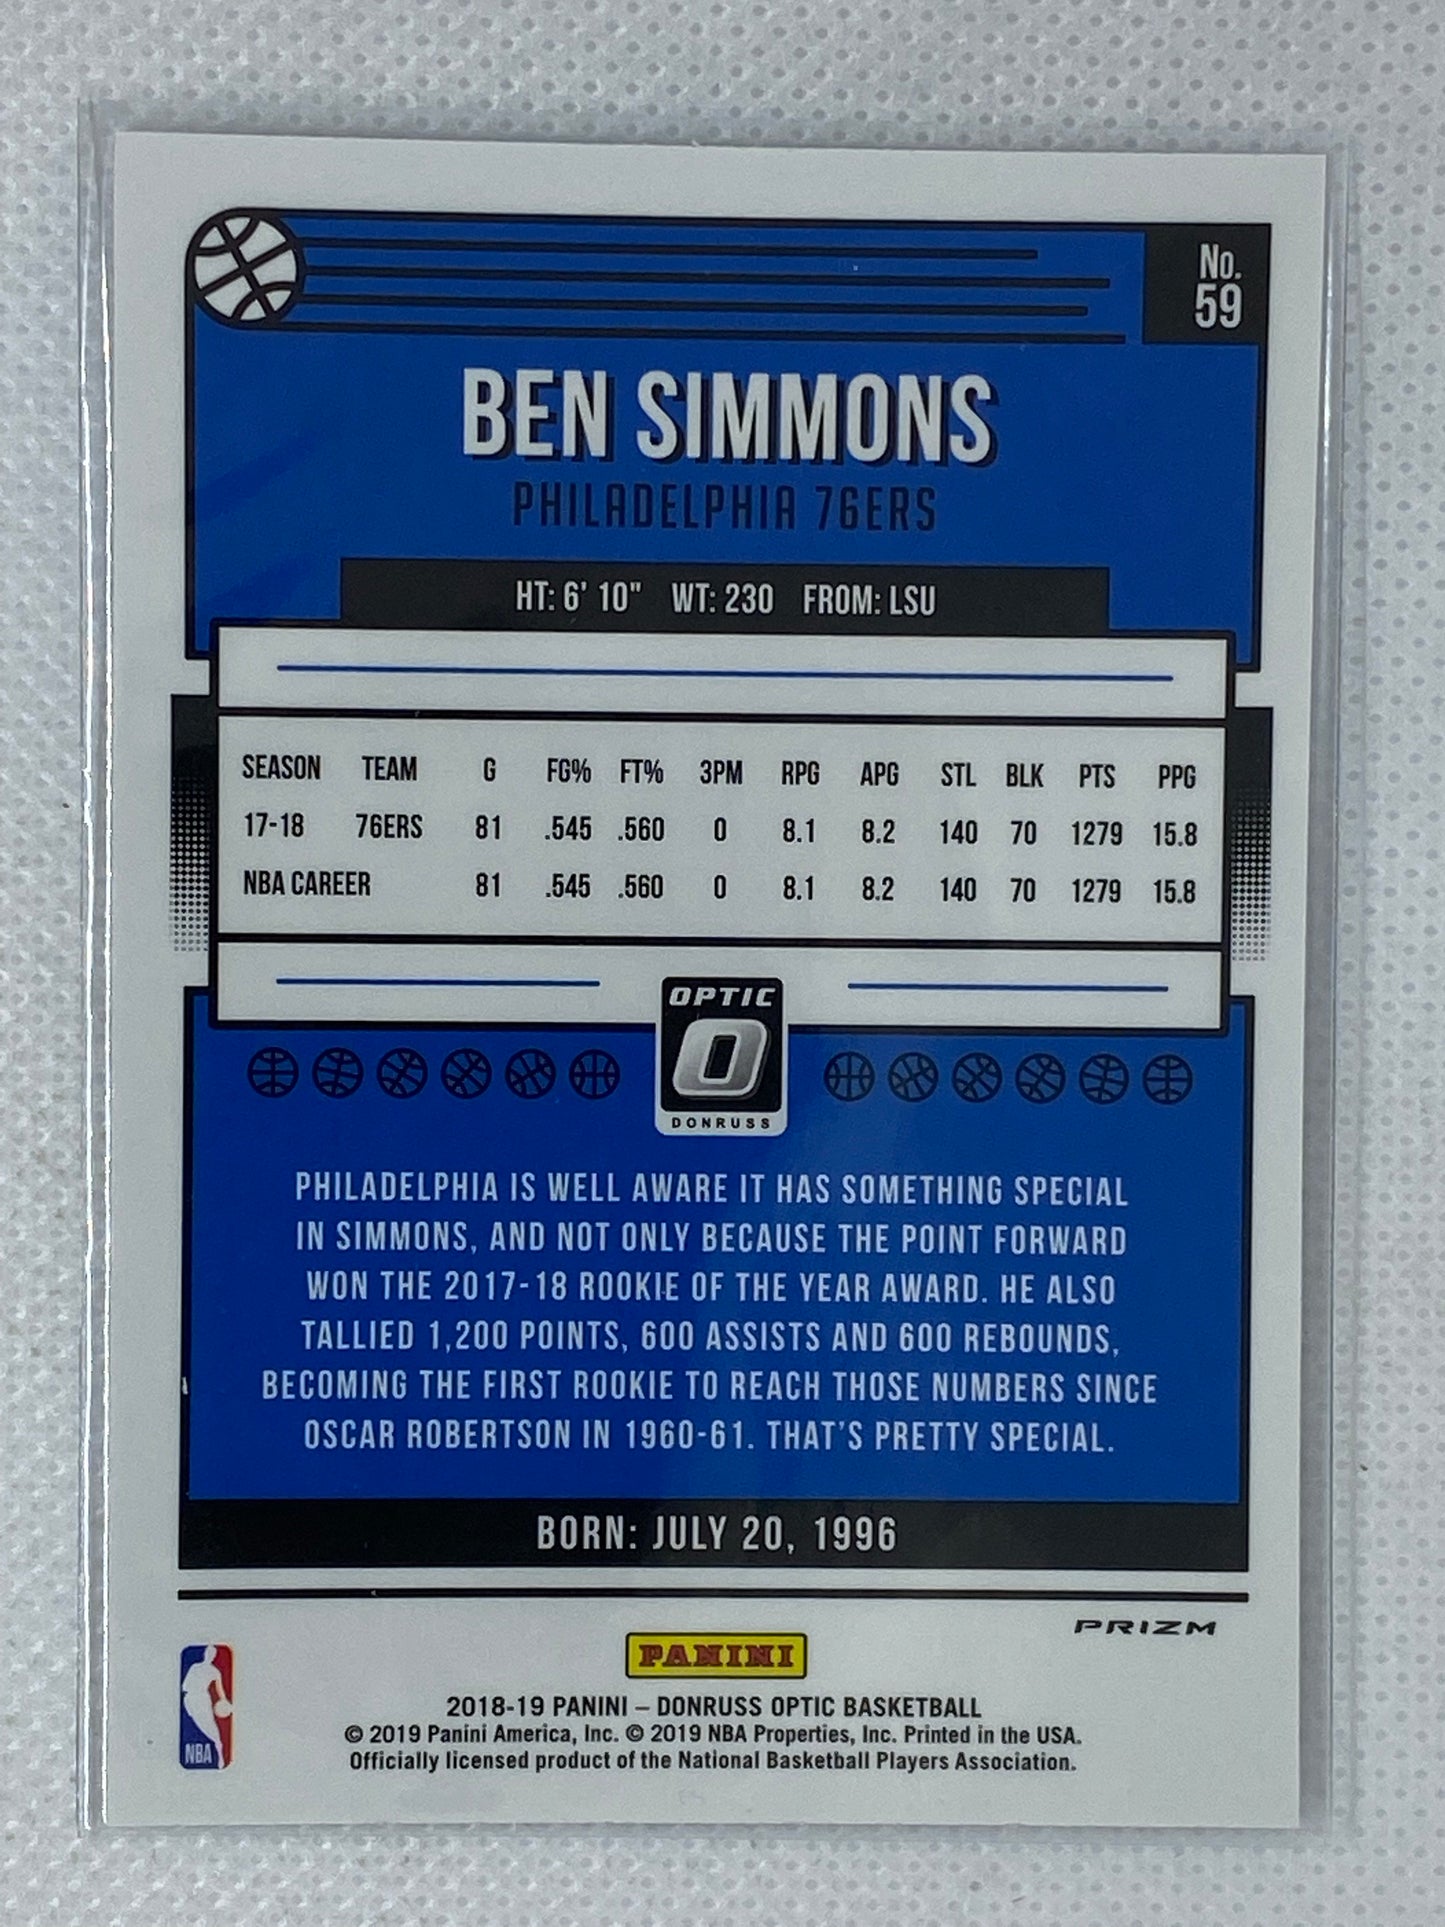 No.
59
BEN SIMMONS
PHILADELPHIA 76ERS
HT: 6' 10" WT: 230 FROM: LSU
SEASON TEAM G FG% FT% 3PM RPG APG STL BLK PTS PPG
17-18 76ERS 81 .545 .560 0 8.1 8.2 140 70 1279 15.8
NBA CAREER 81 .545 .560 0 8.1 8.2 140 70 1279 15.8
OPTIC
O
DONRUSS
PHILADELPHIA IS WELL AWARE IT HAS SOMETHING SPECIAL
IN SIMMONS, AND NOT ONLY BECAUSE THE POINT FORWARD
WON THE 2017-18 ROOKIE OF THE YEAR AWARD. HE ALSO
TALLIED 1,200 POINTS, 600 ASSISTS AND 600 REBOUNDS,
BECOMING THE FIRST ROOKIE TO REACH THOSE NUMBERS SINCE
OSCAR ROBERTSON IN 1960-61. THAT'S PRETTY SPECIAL.
BORN: JULY 20, 1996
PRIZM
PANINI
NBA
2018-19 PANINI – DONRUSS OPTIC BASKETBALL
© 2019 Panini America, Inc. © 2019 NBA Properties, Inc. Printed in the USA.
Officially licensed product of the National Basketball Players Association.